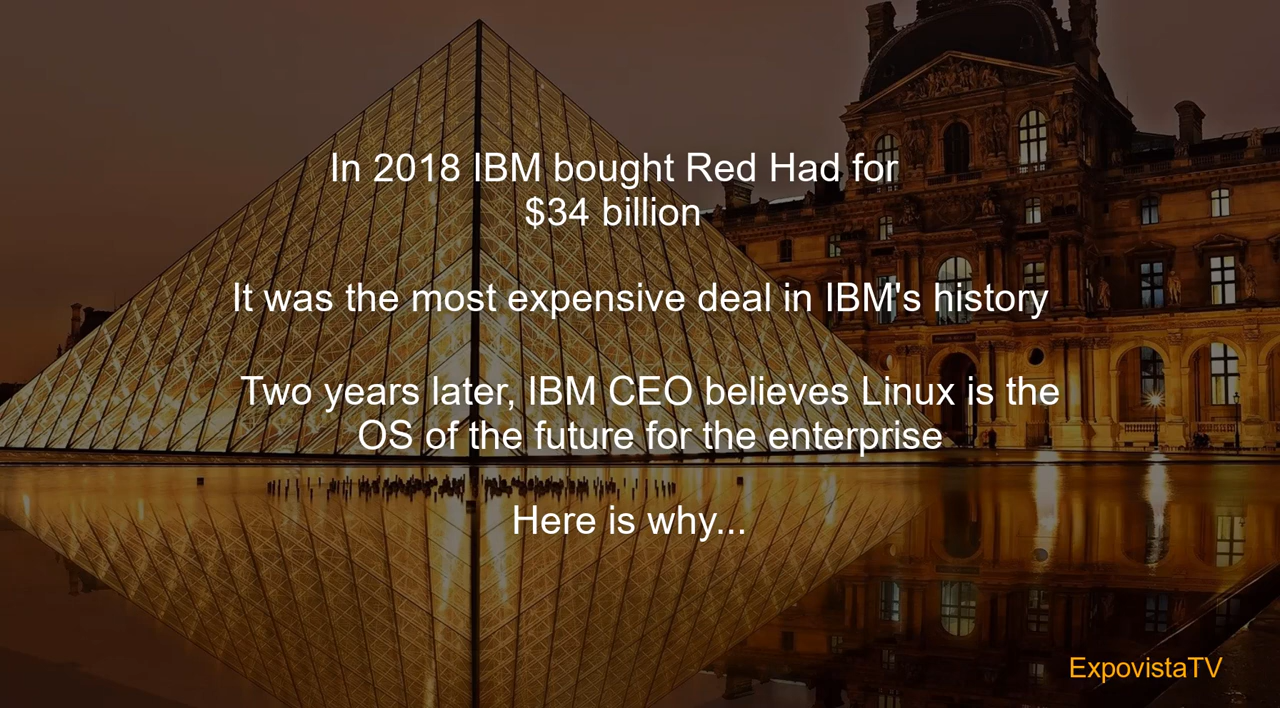 In 2018 IBM bought Red Had for
$34 billion
It was the most expensive deal in IBM's history
Two years later, IBM CEO believes Linux is the
OS of the future for the enterprise
Here is why...
ExpovistaTV